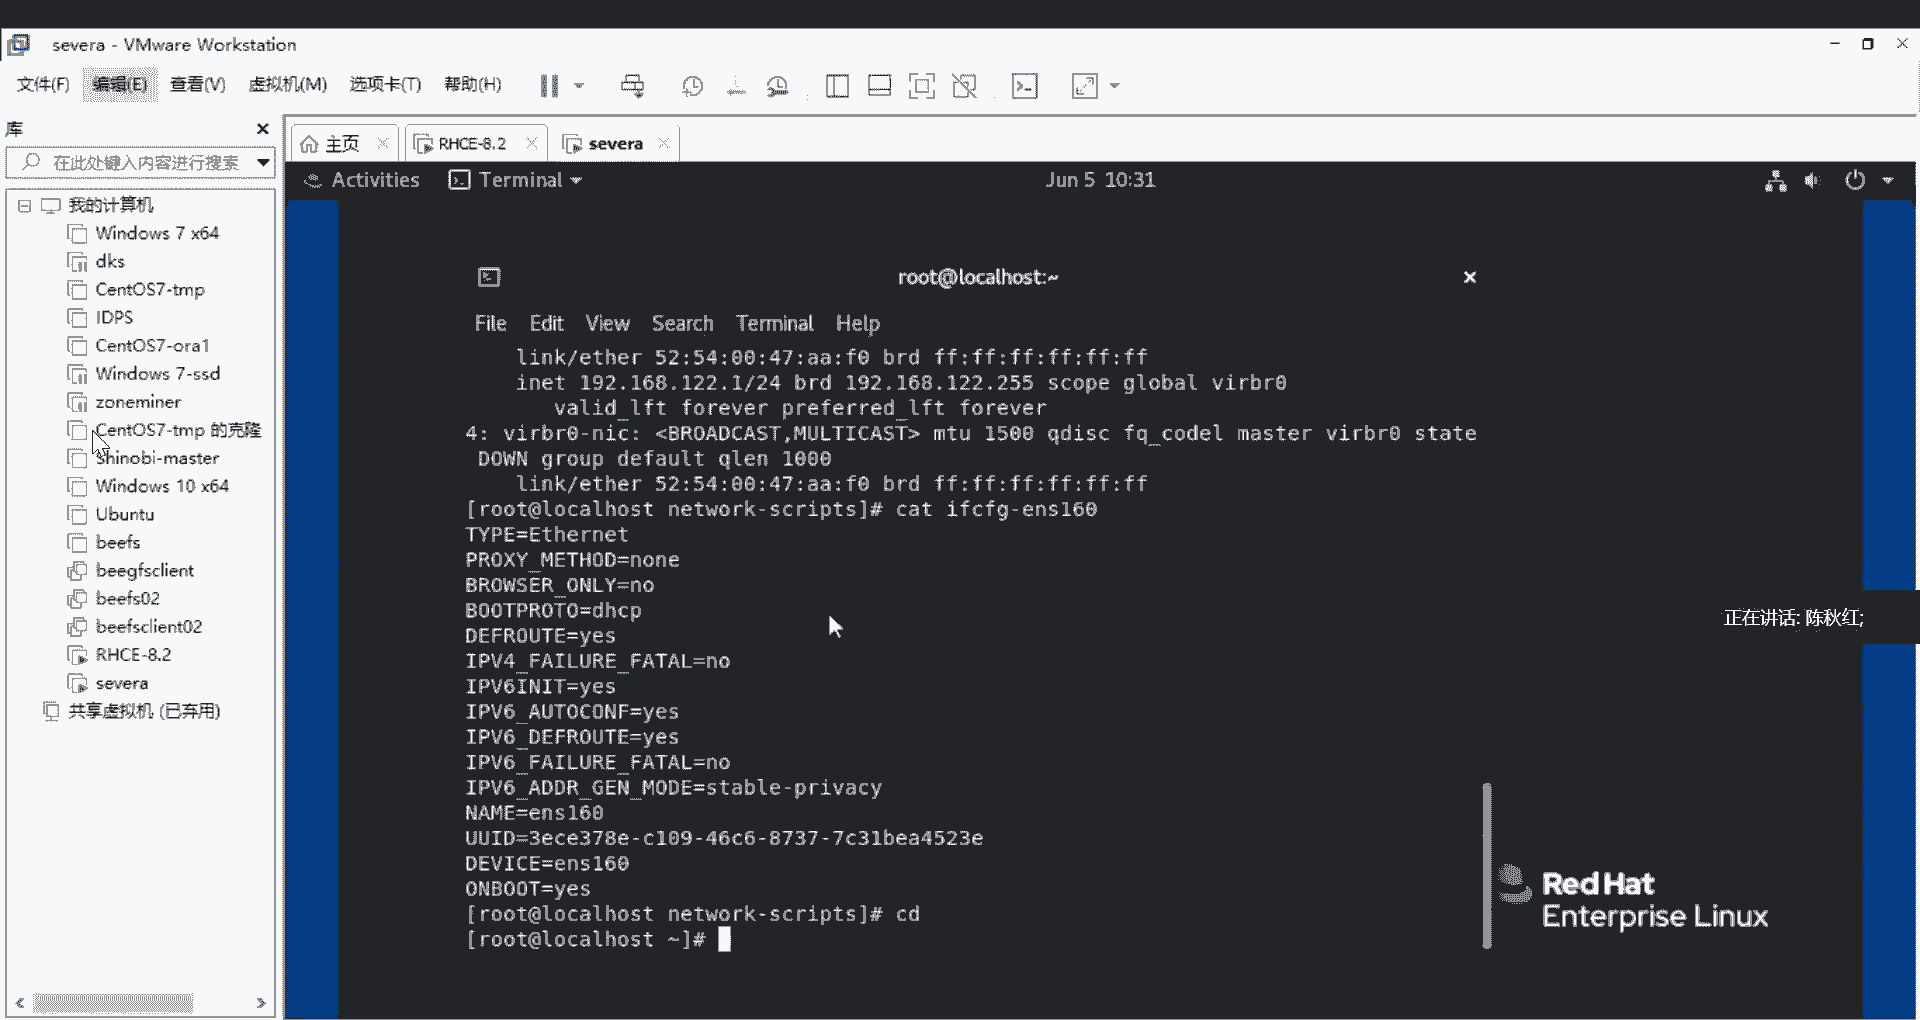 severa - VMware Workstation
文件(F) 编辑(E) 查看(V) 虚拟机(M) 选项卡(T) 帮助(H)
库
在此处键入内容进行搜索
我的计算机
Windows 7 x64
dks
CentOS7-tmp
IDPS
CentOS7-ora1
Windows 7-ssd
zoneminer
CentOS7-tmp 的克隆
Shinobi-master
Windows 10 x64
Ubuntu
beefs
beegfsclient
beefs02
beefsclient02
RHCE-8.2
severa
共享虚拟机 (已弃用)
主页 RHCE-8.2 severa
Activities Terminal Jun 5 10:31
root@localhost:~
File Edit View Search Terminal Help
link/ether 52:54:00:47:aa:f0 brd ff:ff:ff:ff:ff:ff
inet 192.168.122.1/24 brd 192.168.122.255 scope global virbr0
valid_lft forever preferred_lft forever
4: virbr0-nic: <BROADCAST,MULTICAST> mtu 1500 qdisc fq_codel master virbr0 state
DOWN group default qlen 1000
link/ether 52:54:00:47:aa:f0 brd ff:ff:ff:ff:ff:ff
[root@localhost network-scripts]# cat ifcfg-ens160
TYPE=Ethernet
PROXY_METHOD=none
BROWSER_ONLY=no
BOOTPROTO=dhcp
DEFROUTE=yes
IPV4_FAILURE_FATAL=no
IPV6INIT=yes
IPV6_AUTOCONF=yes
IPV6_DEFROUTE=yes
IPV6_FAILURE_FATAL=no
IPV6_ADDR_GEN_MODE=stable-privacy
NAME=ens160
UUID=3ece378e-c109-46c6-8737-7c31bea4523e
DEVICE=ens160
ONBOOT=yes
[root@localhost network-scripts]# cd
[root@localhost ~]#
正在讲话: 陈秋红;
Red Hat
Enterprise Linux